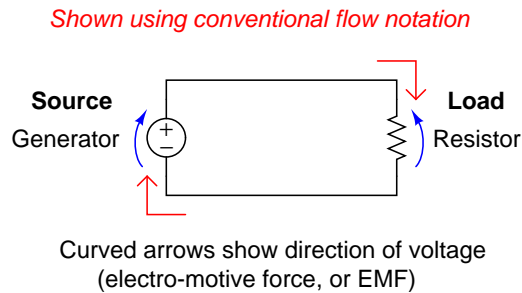 Shown using conventional flow notation
Source
Generator
+
−
Load
Resistor
Curved arrows show direction of voltage
(electro-motive force, or EMF)